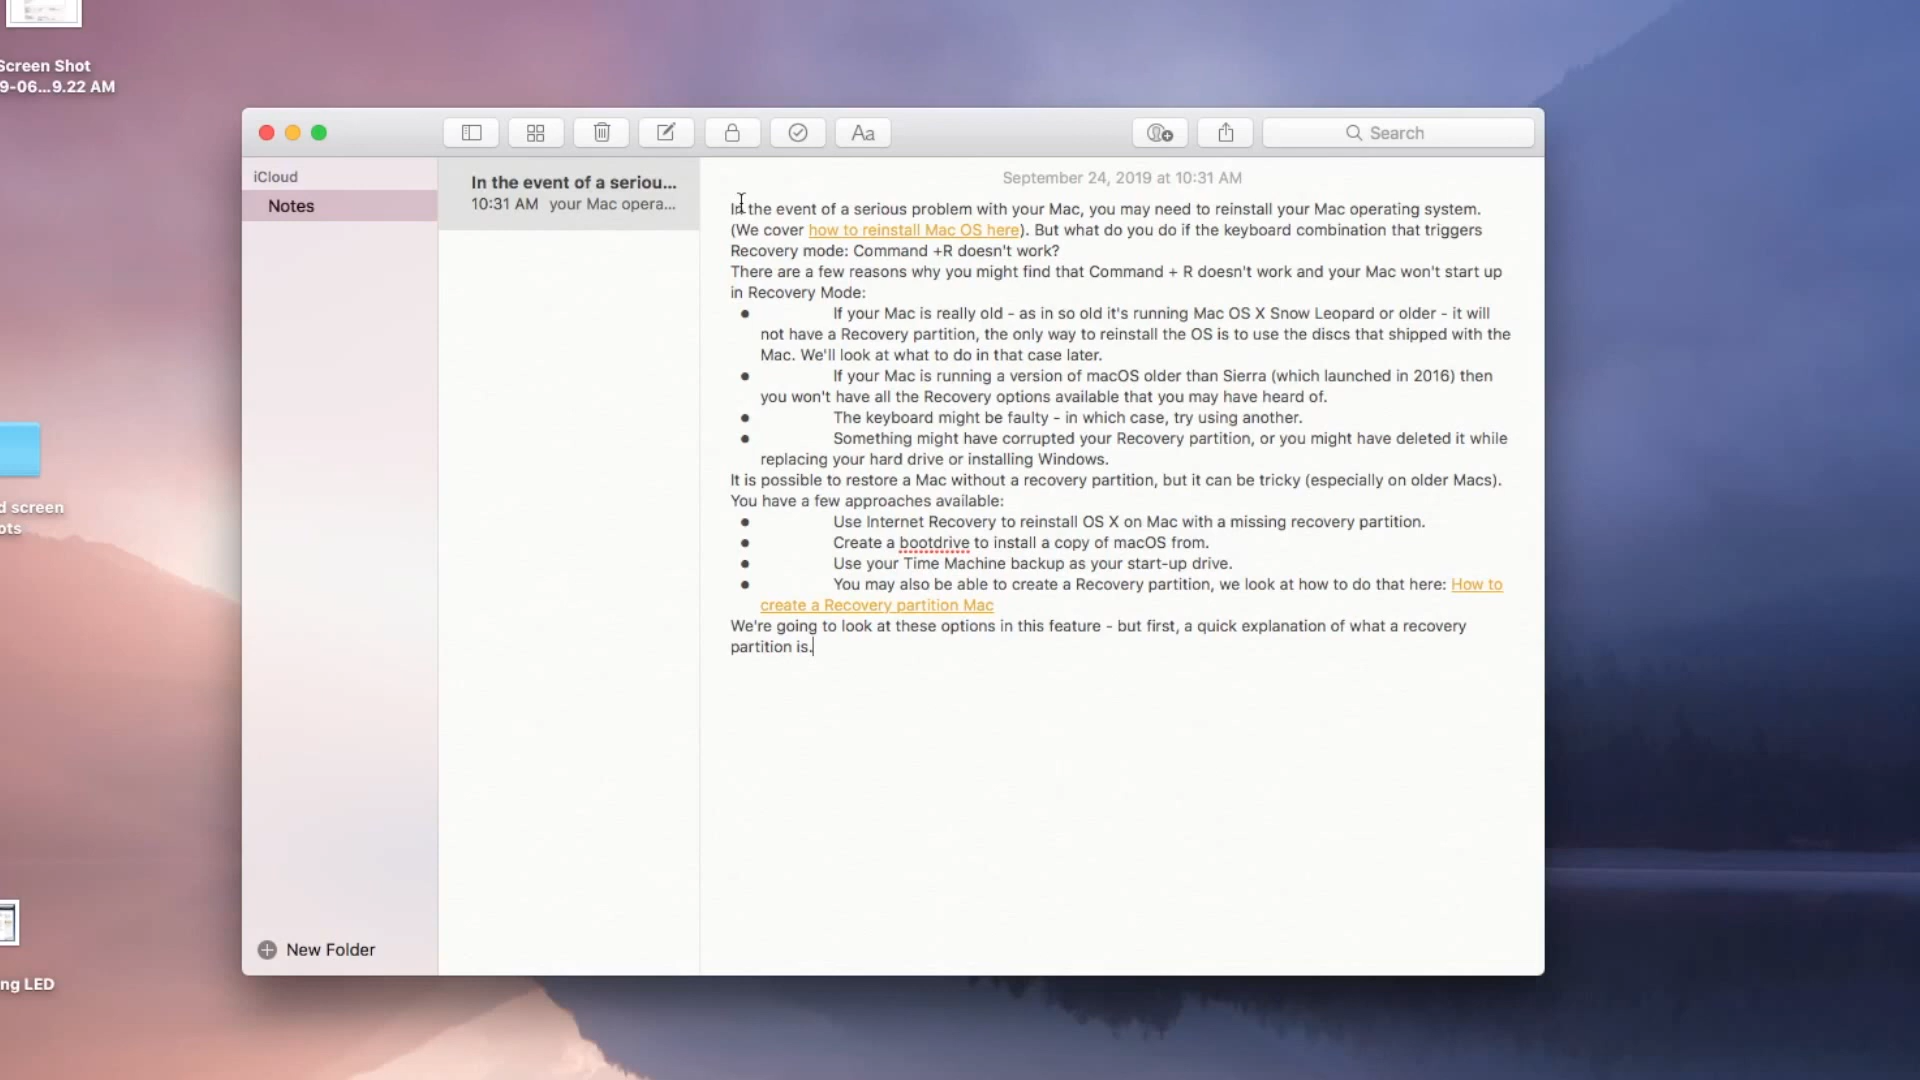 Screen Shot
9-06...9.22 AM
d screen
ots
ng LED
Aa
Search
iCloud
Notes
New Folder
In the event of a seriou...
10:31 AM your Mac opera...
September 24, 2019 at 10:31 AM
In the event of a serious problem with your Mac, you may need to reinstall your Mac operating system.
(We cover how to reinstall Mac OS here). But what do you do if the keyboard combination that triggers
Recovery mode: Command +R doesn't work?
There are a few reasons why you might find that Command + R doesn't work and your Mac won't start up
in Recovery Mode:
● If your Mac is really old - as in so old it's running Mac OS X Snow Leopard or older - it will
not have a Recovery partition, the only way to reinstall the OS is to use the discs that shipped with the
Mac. We'll look at what to do in that case later.
● If your Mac is running a version of macOS older than Sierra (which launched in 2016) then
you won't have all the Recovery options available that you may have heard of.
● The keyboard might be faulty - in which case, try using another.
● Something might have corrupted your Recovery partition, or you might have deleted it while
replacing your hard drive or installing Windows.
It is possible to restore a Mac without a recovery partition, but it can be tricky (especially on older Macs).
You have a few approaches available:
● Use Internet Recovery to reinstall OS X on Mac with a missing recovery partition.
● Create a bootdrive to install a copy of macOS from.
● Use your Time Machine backup as your start-up drive.
● You may also be able to create a Recovery partition, we look at how to do that here: How to
create a Recovery partition Mac
We're going to look at these options in this feature - but first, a quick explanation of what a recovery
partition is.